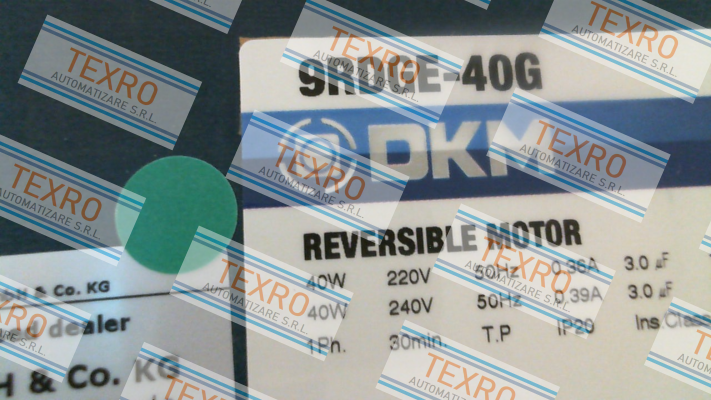 -40G
DKM
REVERSIBLE MOTOR
40W 220V 50Hz 0.36A 3.0 µF
40W 240V 50Hz 0.39A 3.0 µF
1Ph. 30min. T.P IP20 Ins.Class
& Co. KG
dealer
H & Co. KG
TEXRO
AUTOMATIZARE S.R.L.